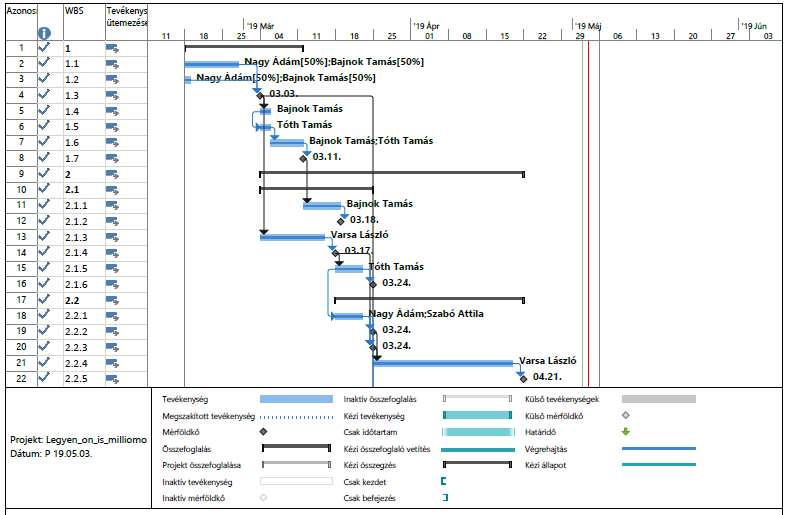 Azonosí WBS Tevékenys ütemezése
'19 Már '19 Ápr '19 Máj '19 Jún
11 18 25 04 11 18 25 01 08 15 22 29 06 13 20 27 03
1 1
2 1.1 Nagy Ádám[50%];Bajnok Tamás[50%]
3 1.2 Nagy Ádám[50%];Bajnok Tamás[50%]
4 1.3 03.03.
5 1.4 Bajnok Tamás
6 1.5 Tóth Tamás
7 1.6 Bajnok Tamás;Tóth Tamás
8 1.7 03.11.
9 2
10 2.1
11 2.1.1 Bajnok Tamás
12 2.1.2 03.18.
13 2.1.3 Varsa László
14 2.1.4 03.17.
15 2.1.5 Tóth Tamás
16 2.1.6 03.24.
17 2.2
18 2.2.1 Nagy Ádám;Szabó Attila
19 2.2.2 03.24.
20 2.2.3 03.24.
21 2.2.4 Varsa László
22 2.2.5 04.21.
Projekt: Legyen_on_is_milliomo
Dátum: P 19.05.03.
Tevékenység
Megszakított tevékenység
Mérföldkő
Összefoglalás
Projekt összefoglalása
Inaktív tevékenység
Inaktív mérföldkő
Inaktív összefoglalás
Kézi tevékenység
Csak időtartam
Kézi összefoglaló vetítés
Kézi összegzés
Csak kezdet
Csak befejezés
Külső tevékenységek
Külső mérföldkő
Határidő
Végrehajtás
Kézi állapot